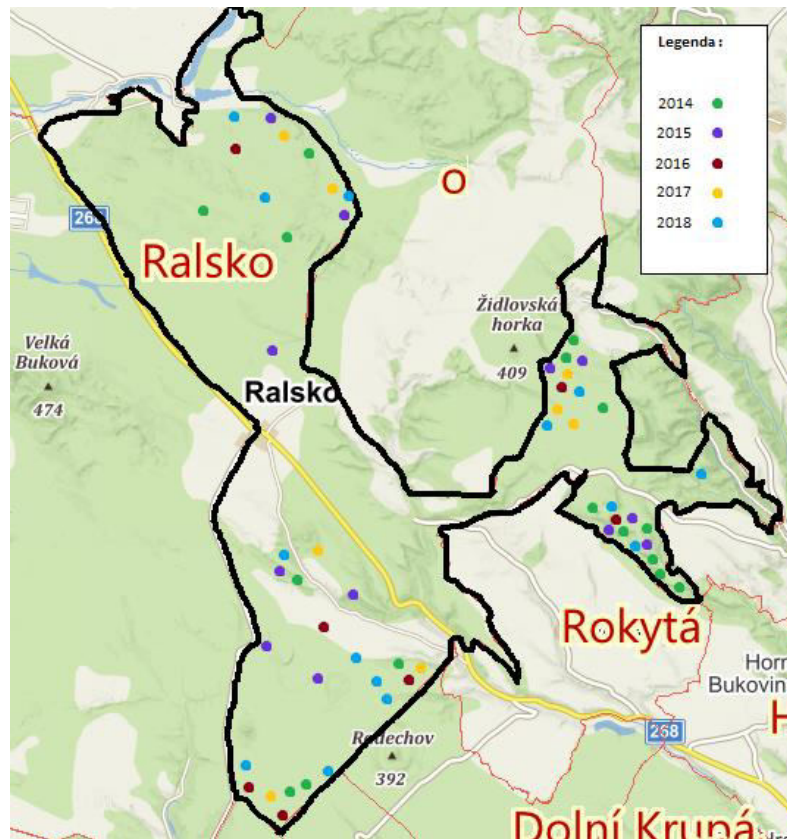 Legenda :
2014
2015
2016
2017
2018
O
268
Ralsko
Židlovská
horka
409
Velká
Buková
474
Ralsko
Rokytá
Horn
Bukovin
H
268
Radechov
392
Dolní Krupá